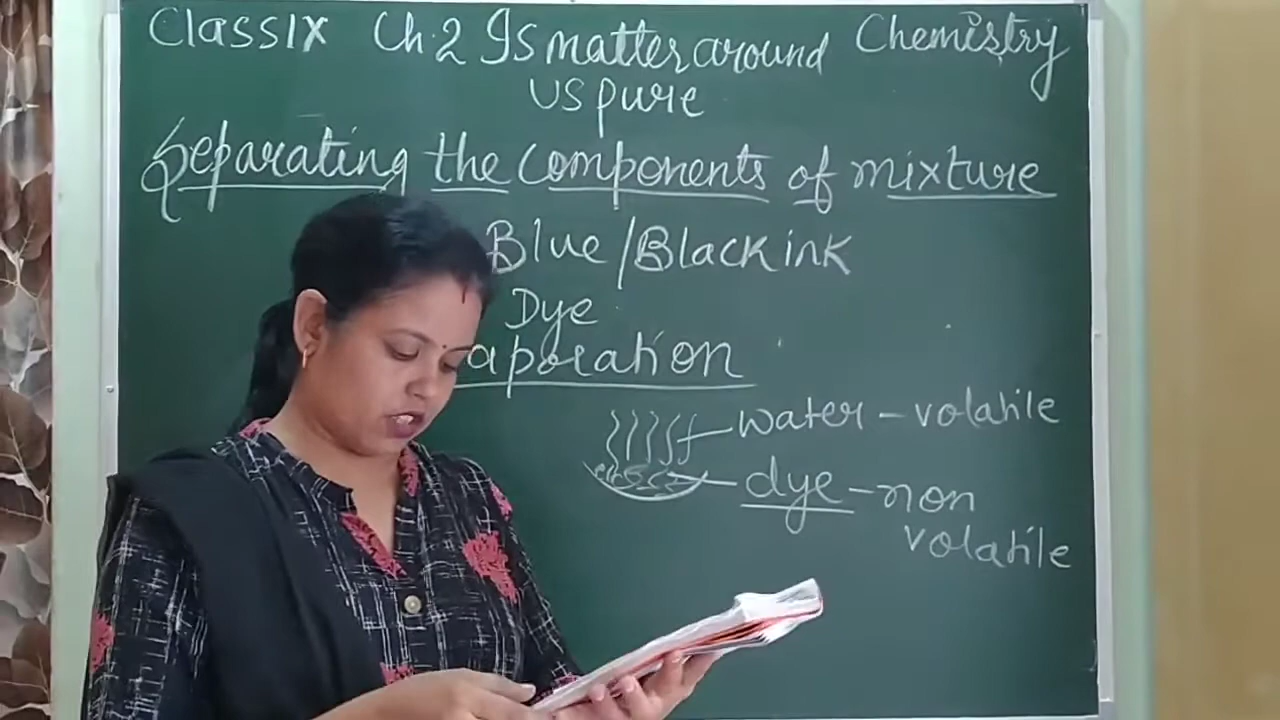 Class IX Ch.2 Is matter around Chemistry
us pure
Separating the components of mixture
Blue/Black ink
Dye
aporation
water - volatile
dye - non
volatile